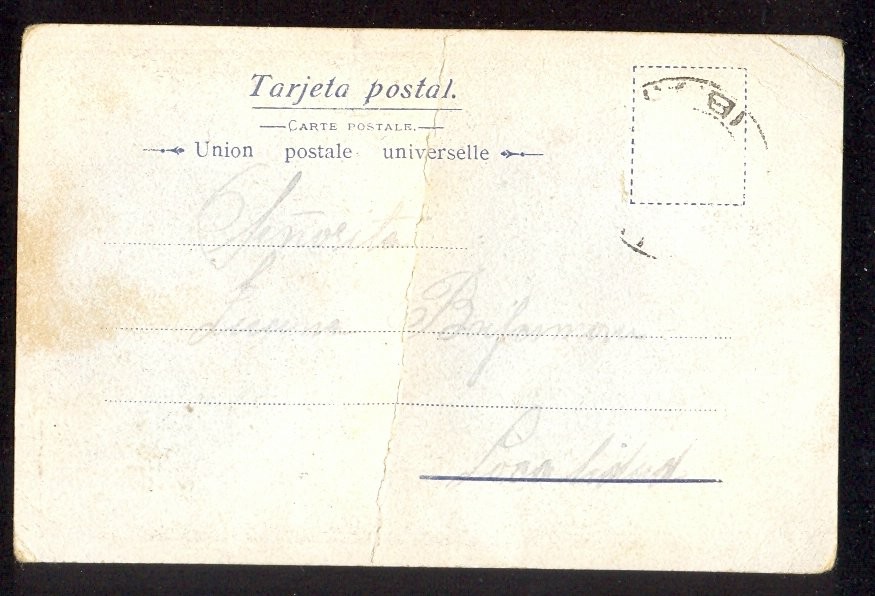 Tarjeta postal.
CARTE POSTALE.
Union postale universelle
Señorita
Localidad